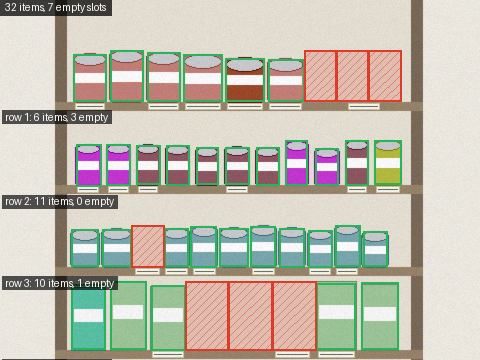 32 items, 7 empty slots
row 1: 6 items, 3 empty
row 2: 11 items, 0 empty
row 3: 10 items, 1 empty